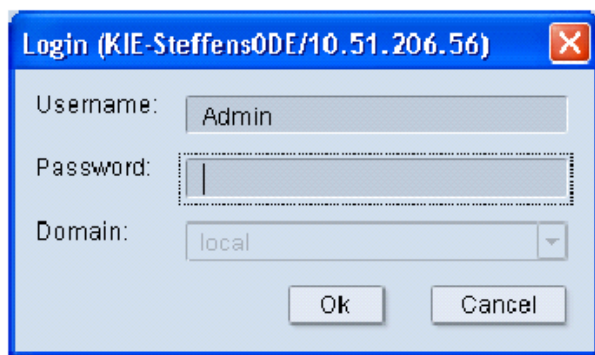 Login (KIE-Steffens0DE/10.51.206.56)
Username:
Admin
Password:
Domain:
local
Ok
Cancel